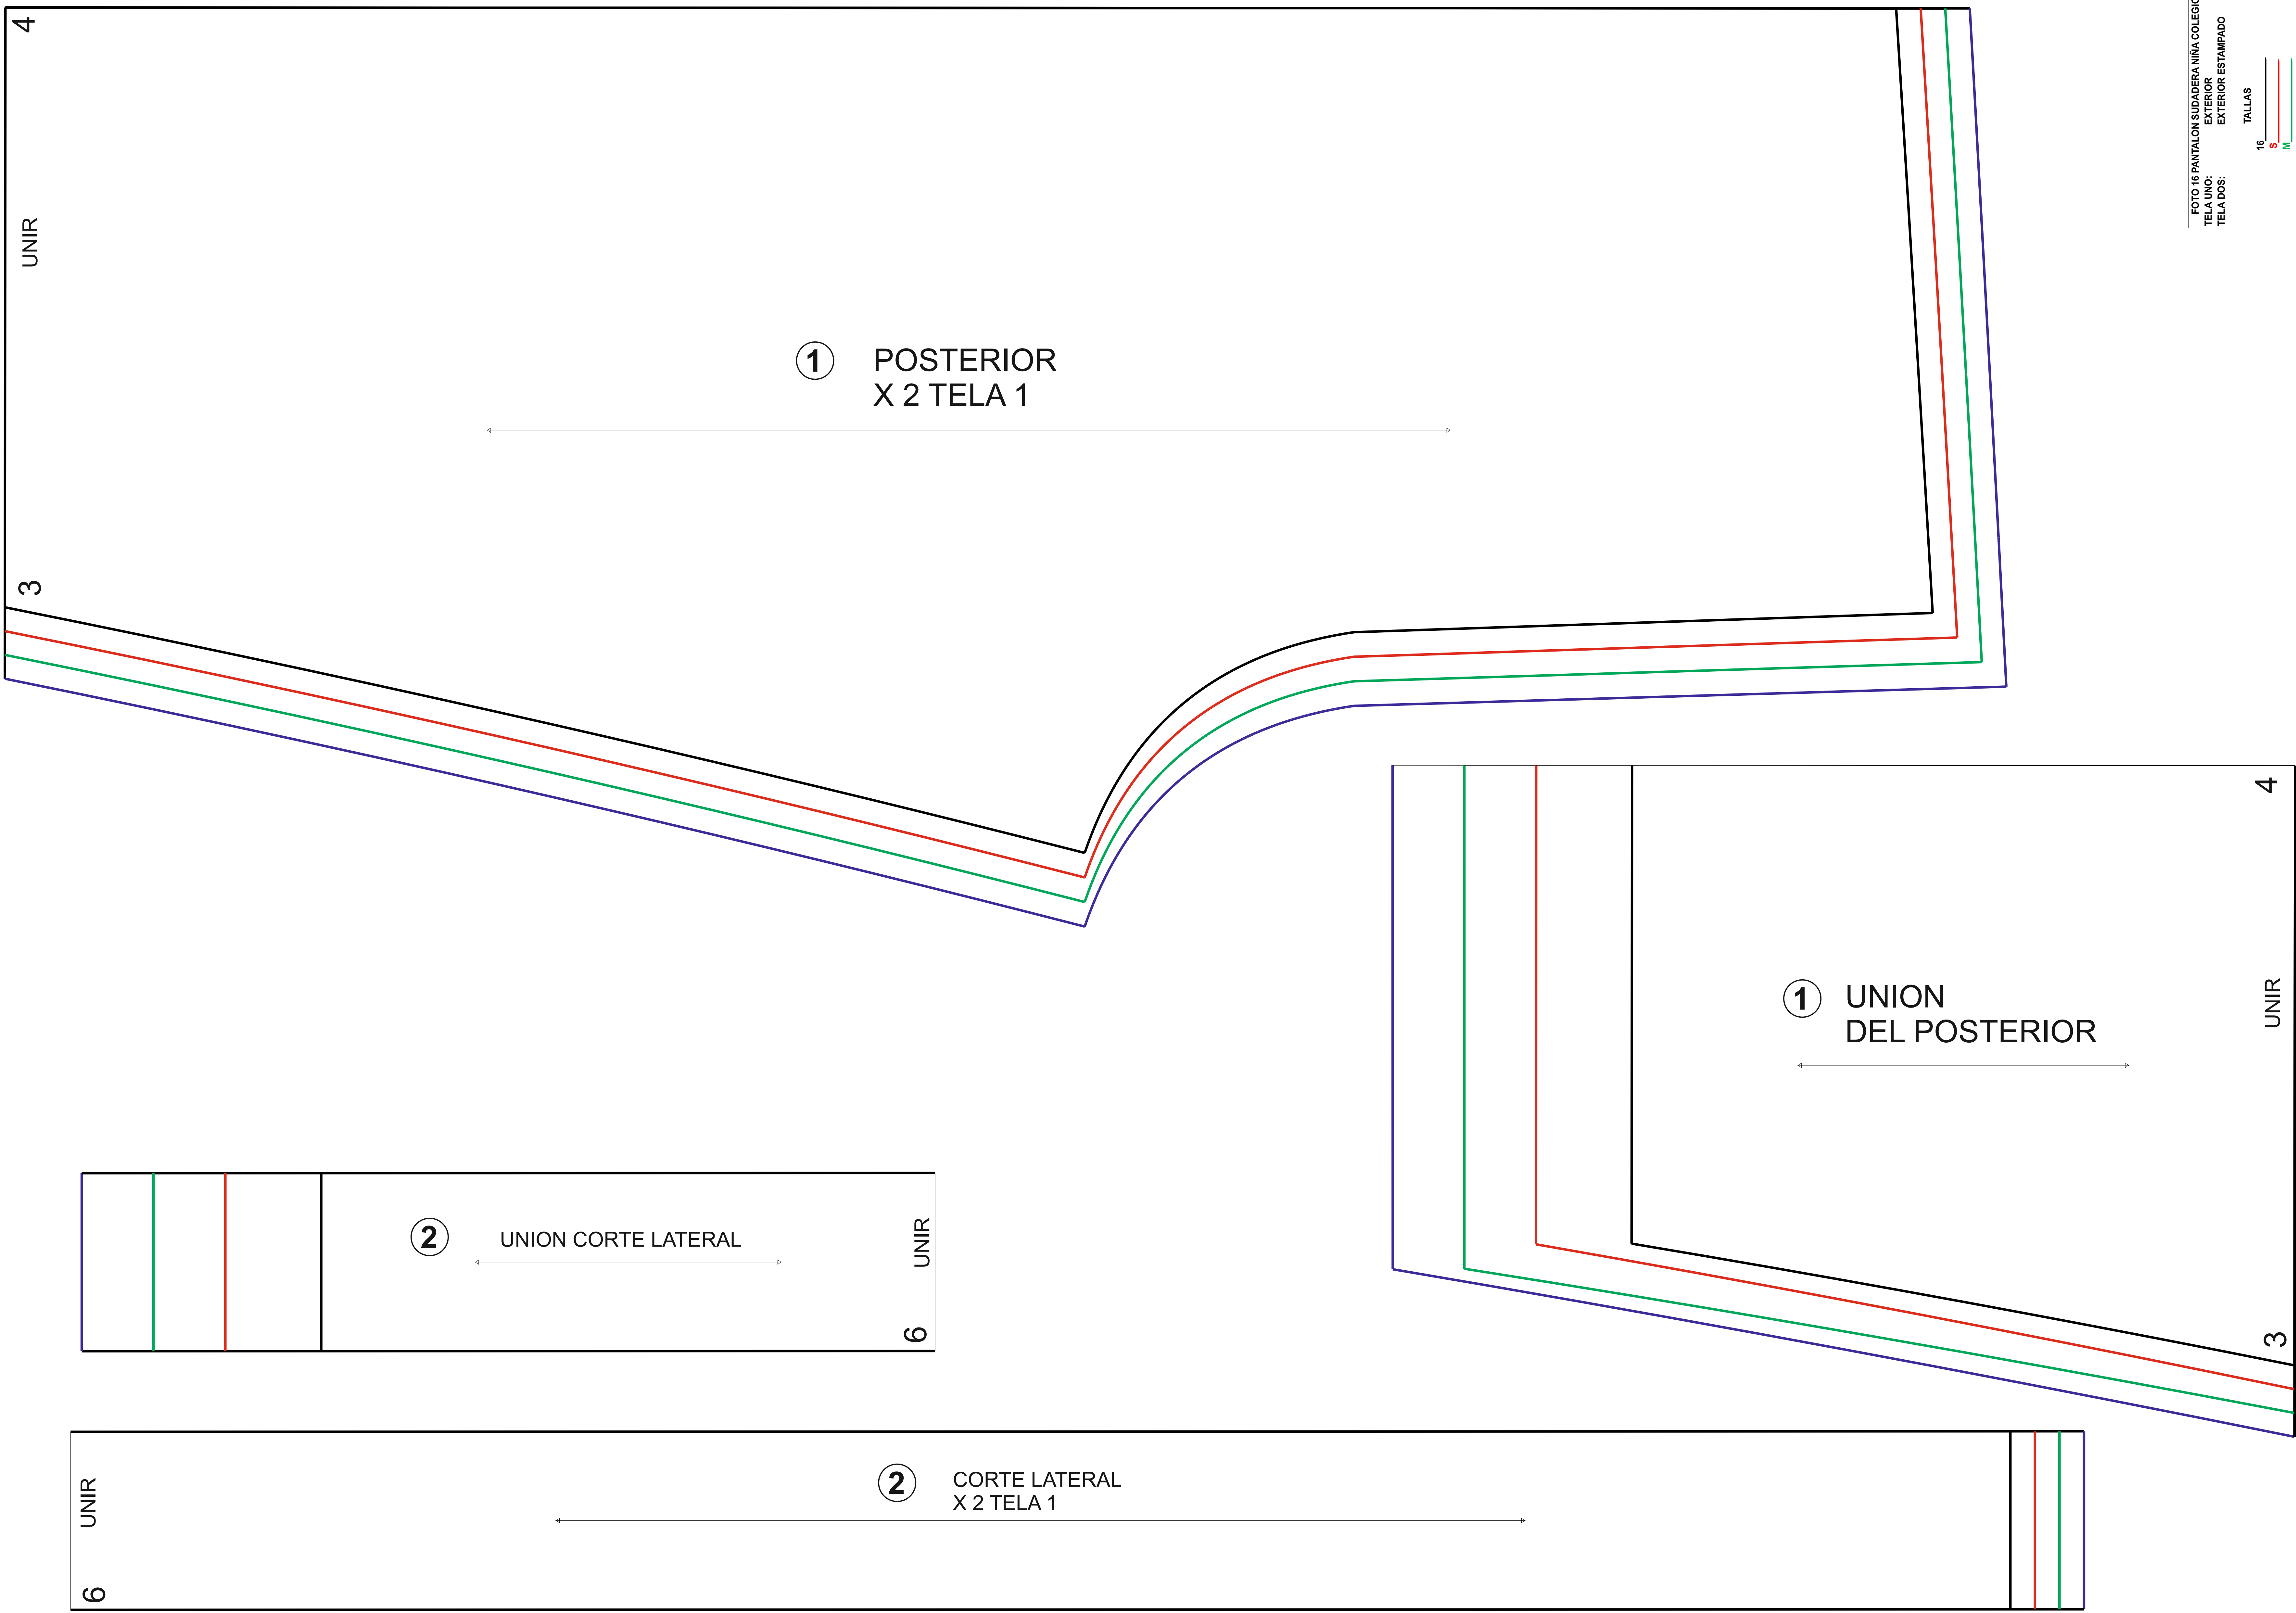 4
UNIR
3
1
POSTERIOR
X 2 TELA 1
FOTO 16 PANTALON SUDADERA NIÑA COLEGIO
TELA UNO: EXTERIOR
TELA DOS: EXTERIOR ESTAMPADO
TALLAS
16
S
M
4
UNIR
3
1
UNION
DEL POSTERIOR
2
UNION CORTE LATERAL
UNIR
6
UNIR
6
2
CORTE LATERAL
X 2 TELA 1